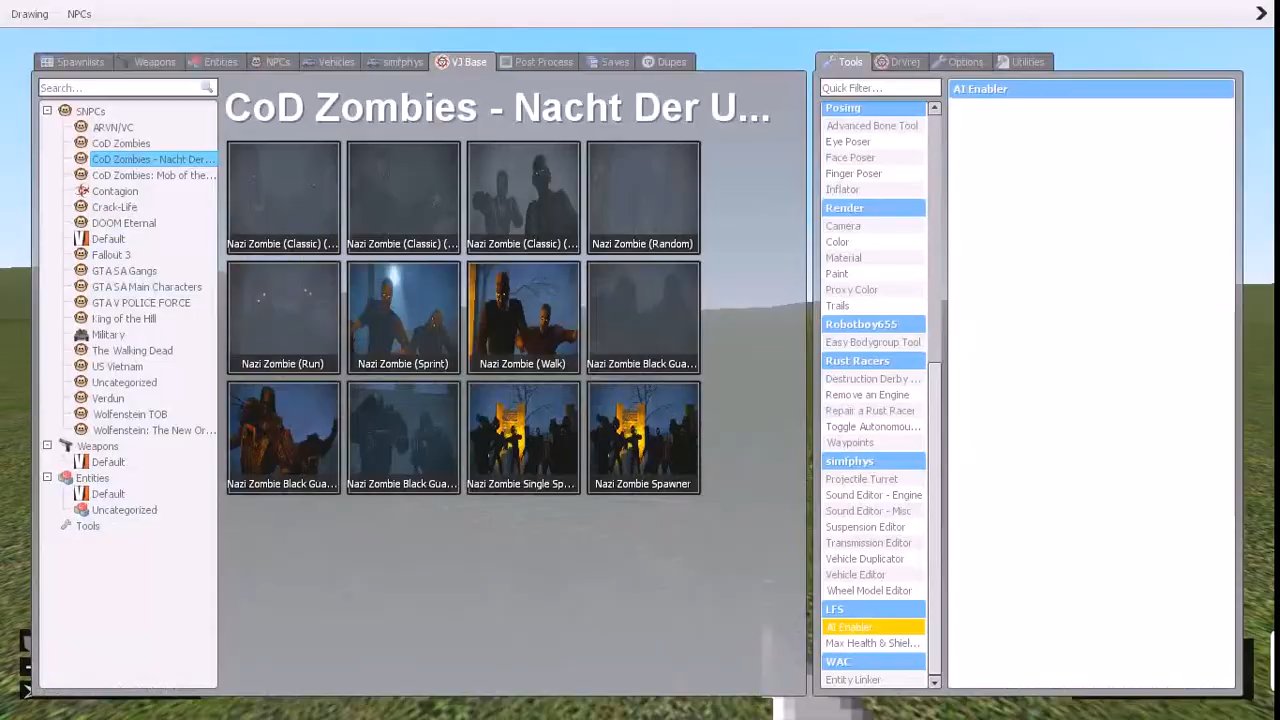 Drawing NPCs
Spawnlists Weapons Entities NPCs Vehicles simfphys VJ Base Post Process Saves Dupes
Tools DrVrej Options Utilities
Search...
SNPCs
ARVN/VC
CoD Zombies
CoD Zombies - Nacht Der...
CoD Zombies: Mob of the...
Contagion
Crack-Life
DOOM Eternal
Default
Fallout 3
GTA SA Gangs
GTA SA Main Characters
GTA V POLICE FORCE
King of the Hill
Military
The Walking Dead
US Vietnam
Uncategorized
Verdun
Wolfenstein TOB
Wolfenstein: The New Or...
Weapons
Default
Entities
Default
Uncategorized
Tools
CoD Zombies - Nacht Der U...
Nazi Zombie (Classic) (...
Nazi Zombie (Classic) (...
Nazi Zombie (Classic) (...
Nazi Zombie (Random)
Nazi Zombie (Run)
Nazi Zombie (Sprint)
Nazi Zombie (Walk)
Nazi Zombie Black Gua...
Nazi Zombie Black Gua...
Nazi Zombie Black Gua...
Nazi Zombie Single Sp...
Nazi Zombie Spawner
Quick Filter...
Posing
Advanced Bone Tool
Eye Poser
Face Poser
Finger Poser
Inflator
Render
Camera
Color
Material
Paint
Proxy Color
Trails
Robotboy655
Easy Bodygroup Tool
Rust Racers
Destruction Derby ...
Remove an Engine
Repair a Rust Racer
Toggle Autonomou...
Waypoints
simfphys
Projectile Turret
Sound Editor - Engine
Sound Editor - Misc
Suspension Editor
Transmission Editor
Vehicle Duplicator
Vehicle Editor
Wheel Model Editor
LFS
AI Enabler
Max Health & Shiel...
WAC
Entity Linker
AI Enabler